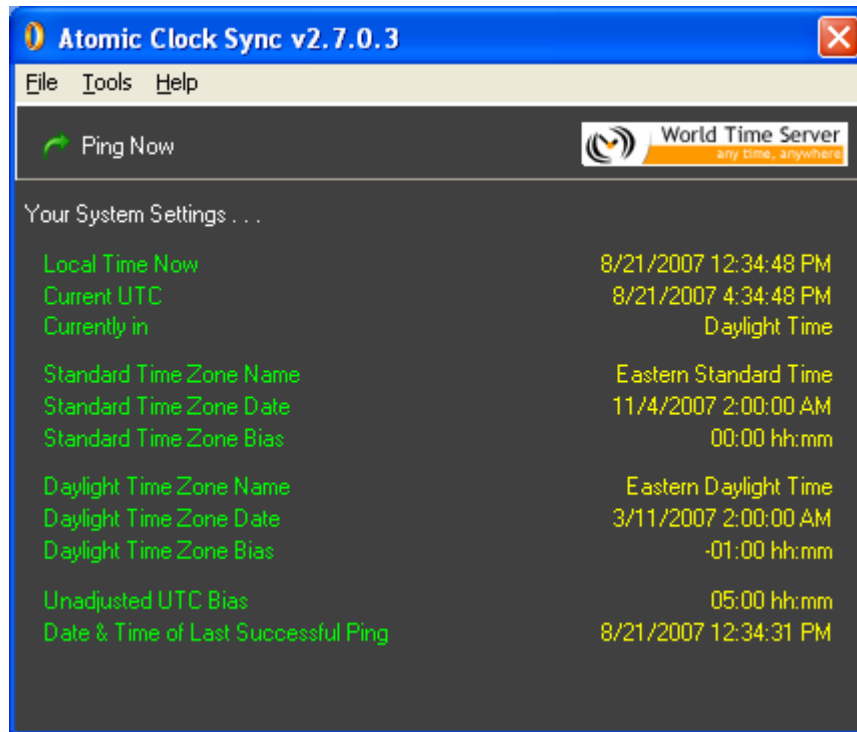 Atomic Clock Sync v2.7.0.3
File Tools Help
Ping Now
World Time Server
any time, anywhere
Your System Settings . . .
Local Time Now 8/21/2007 12:34:48 PM
Current UTC 8/21/2007 4:34:48 PM
Currently in Daylight Time
Standard Time Zone Name Eastern Standard Time
Standard Time Zone Date 11/4/2007 2:00:00 AM
Standard Time Zone Bias 00:00 hh:mm
Daylight Time Zone Name Eastern Daylight Time
Daylight Time Zone Date 3/11/2007 2:00:00 AM
Daylight Time Zone Bias -01:00 hh:mm
Unadjusted UTC Bias 05:00 hh:mm
Date & Time of Last Successful Ping 8/21/2007 12:34:31 PM